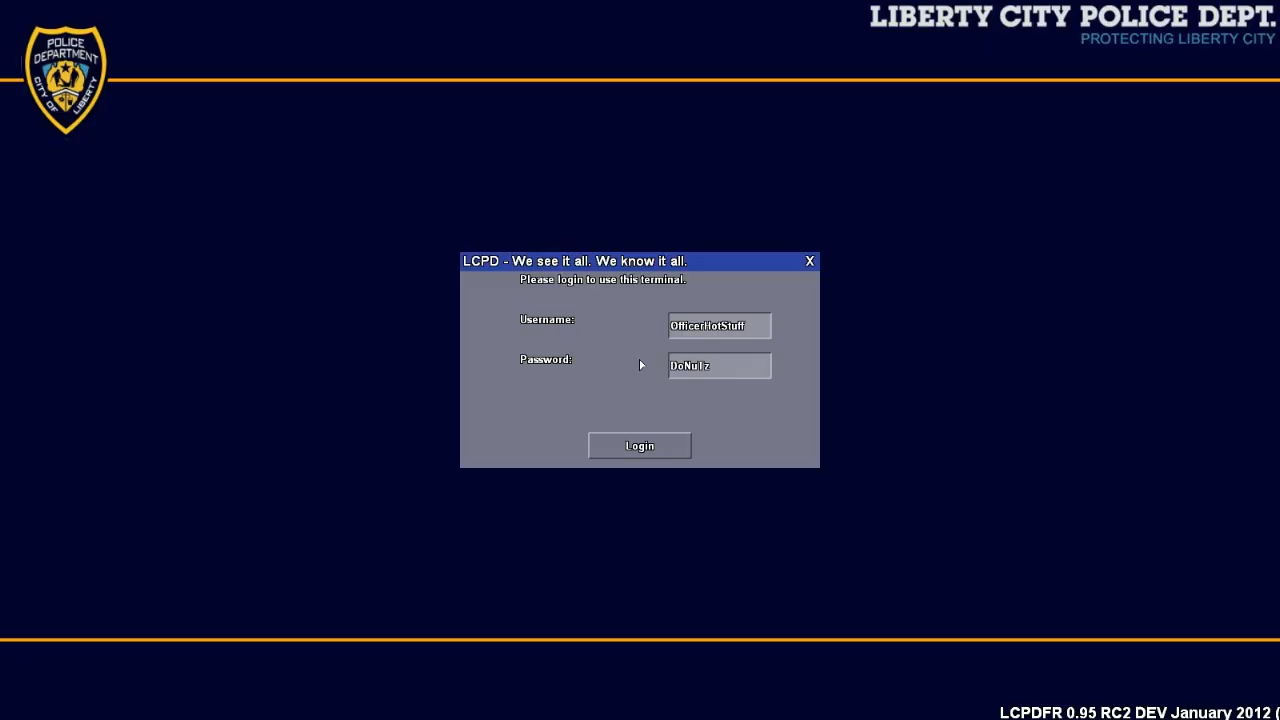 LIBERTY CITY POLICE DEPT.
PROTECTING LIBERTY CITY
POLICE
DEPARTMENT
CITY OF LIBERTY
LCPD - We see it all. We know it all. X
Please login to use this terminal.
Username: OfficerHotStuff
Password: DoNu1z
Login
LCPDFR 0.95 RC2 DEV January 2012 (